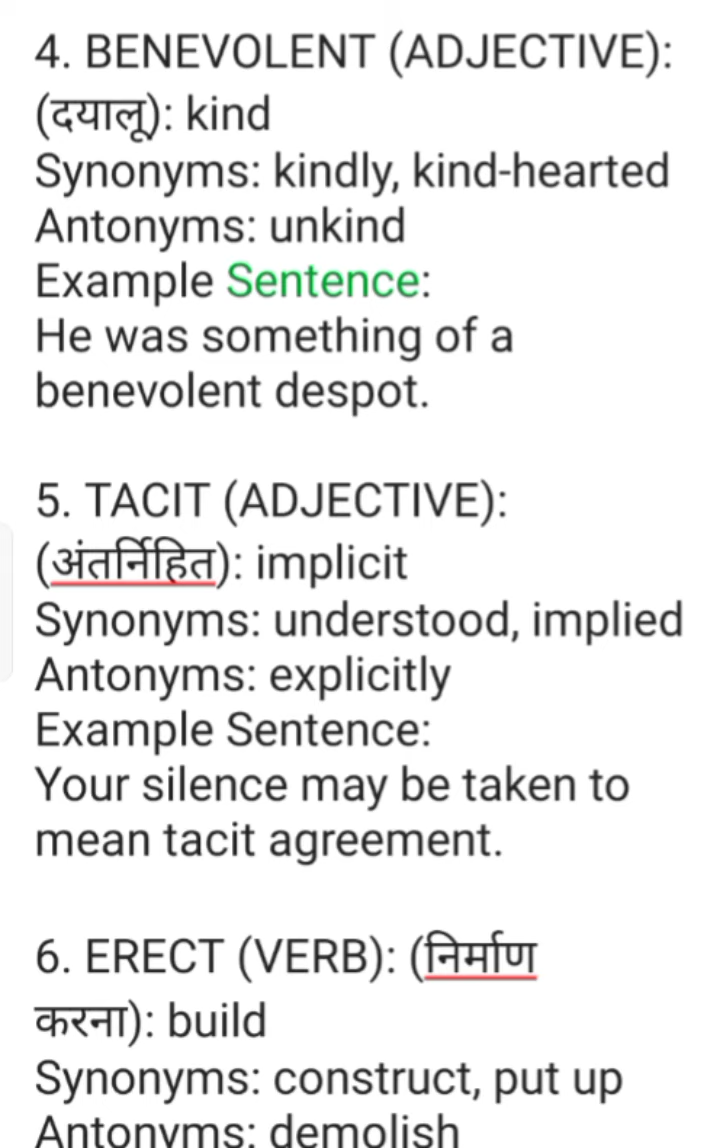 4. BENEVOLENT (ADJECTIVE):
(दयालू): kind
Synonyms: kindly, kind-hearted
Antonyms: unkind
Example Sentence:
He was something of a
benevolent despot.
5. TACIT (ADJECTIVE):
(अंतर्निहित): implicit
Synonyms: understood, implied
Antonyms: explicitly
Example Sentence:
Your silence may be taken to
mean tacit agreement.
6. ERECT (VERB): (निर्माण
करना): build
Synonyms: construct, put up
Antonyms: demolish